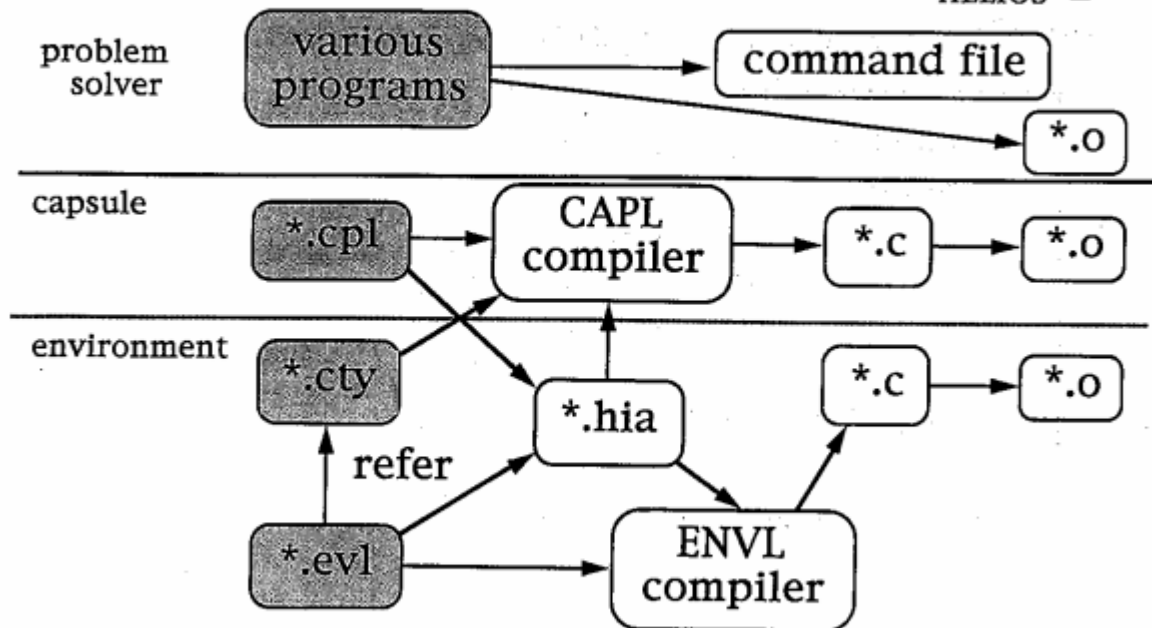 problem
solver
various
programs
command file
*.o
capsule
*.cpl
CAPL
compiler
*.c
*.o
environment
*.cty
*.hia
*.c
*.o
refer
*.evl
ENVL
compiler